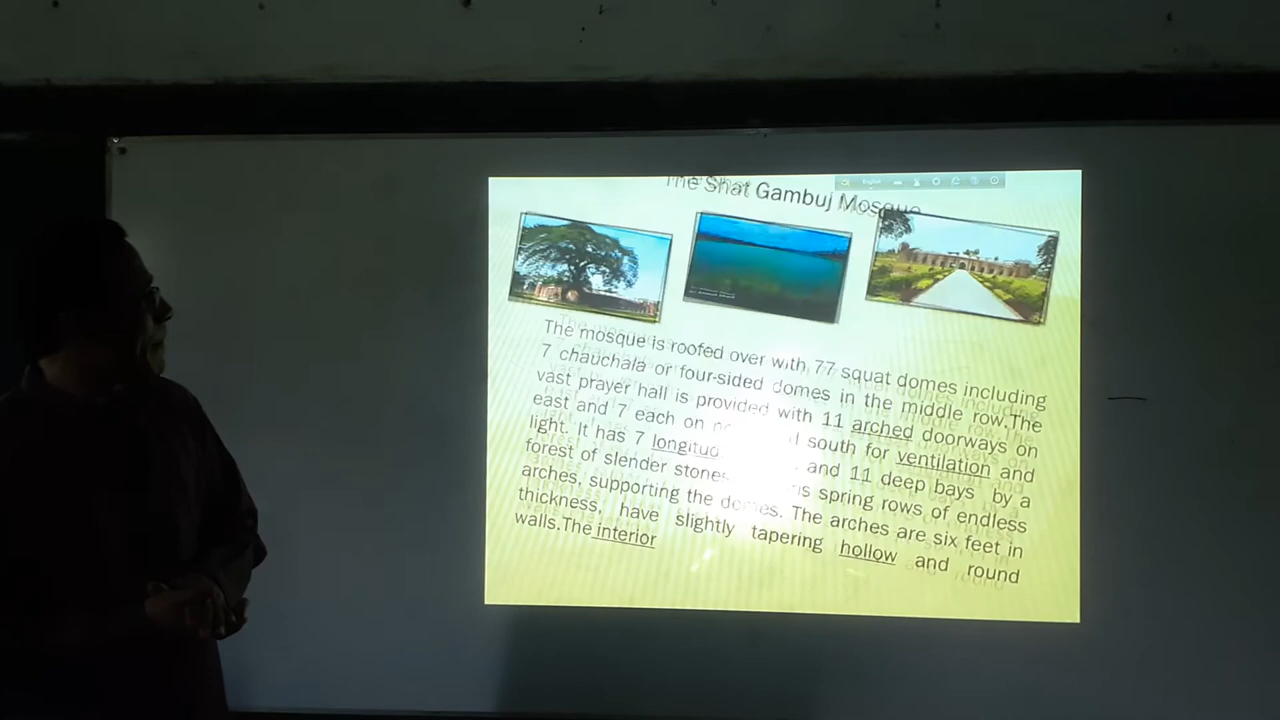 The Shat Gambuj Mosque
English
The mosque is roofed over with 77 squat domes including
7 chauchala or four-sided domes in the middle row.The
vast prayer hall is provided with 11 arched doorways on
east and 7 each on south for ventilation and
light. It has 7 and 11 deep bays by a
forest of slender spring rows of endless
arches, supporting the domes. The arches are six feet in
thickness, have slightly tapering hollow and round
walls.The interior